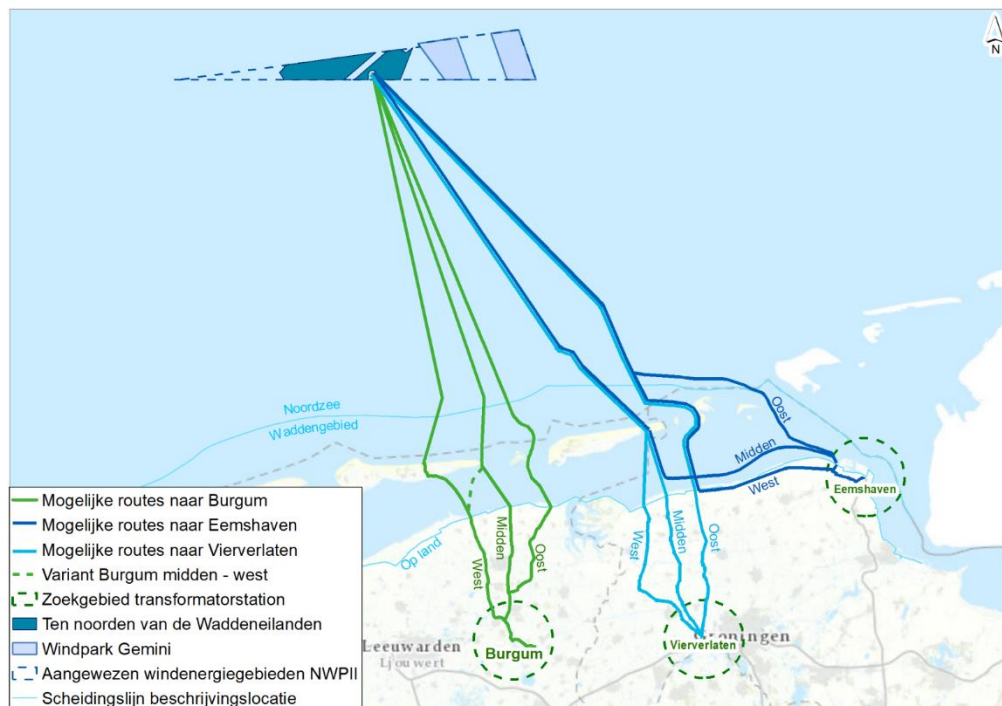 N
Noordzee
Waddengebied
Oost
Midden
West
Eemshaven
Op land
West
Midden
Oost
West
Midden
Oost
Leeuwarden
Ljouwert
Burgum
Groningen
Vierverlaten
Mogelijke routes naar Burgum
Mogelijke routes naar Eemshaven
Mogelijke routes naar Vierverlaten
Variant Burgum midden - west
Zoekgebied transformatorstation
Ten noorden van de Waddeneilanden
Windpark Gemini
Aangewezen windenergiegebieden NWPII
Scheidingslijn beschrijvingslocatie